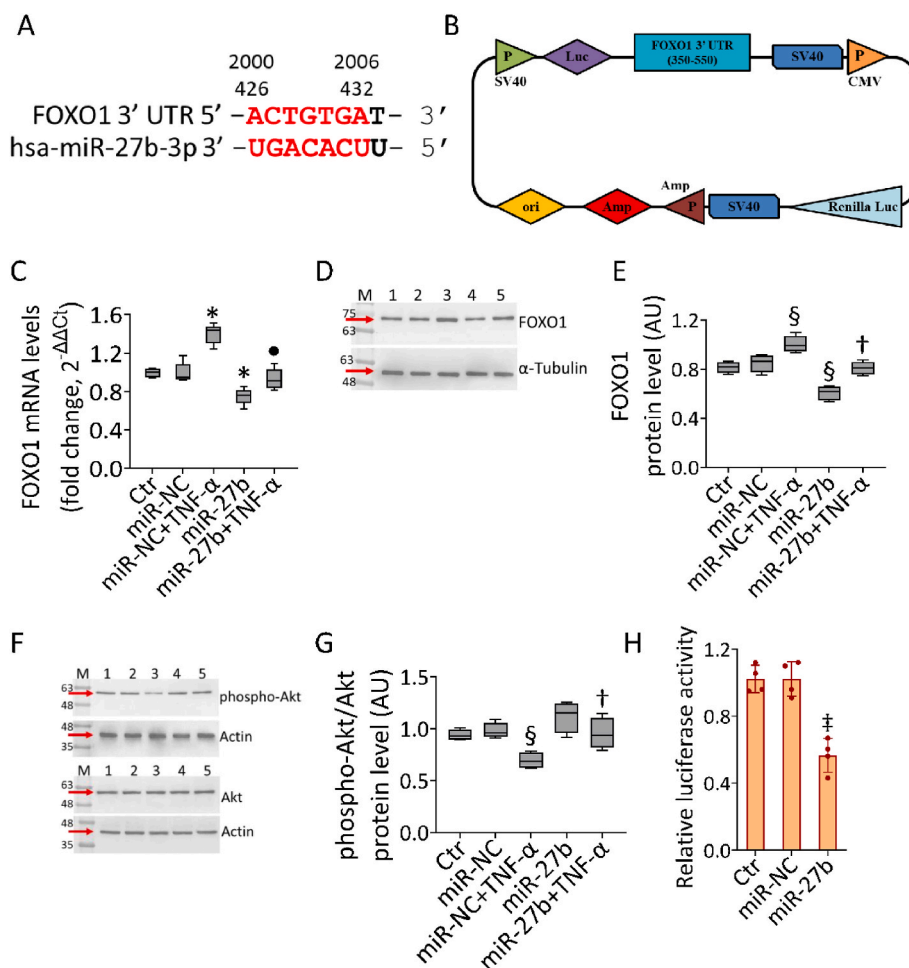 A
2000 2006
426 432
FOXO1 3’ UTR 5’ –ACTGTGAT– 3′
hsa-miR-27b-3p 3’ –UGACACUU– 5′
B
P
SV40
Luc
FOXO1 3' UTR
(350-550)
SV40
P
CMV
ori
Amp
Amp
P
SV40
Renilla Luc
C
FOXO1 mRNA levels
(fold change, 2^-ΔΔCt)
1.6
1.2
0.8
0.4
0.0
*
*
●
Ctr
miR-NC
miR-NC+TNF-α
miR-27b
miR-27b+TNF-α
D
M 1 2 3 4 5
75
63
FOXO1
63
48
α-Tubulin
E
FOXO1
protein level (AU)
1.2
0.8
0.4
0.0
§
§
†
Ctr
miR-NC
miR-NC+TNF-α
miR-27b
miR-27b+TNF-α
F
M 1 2 3 4 5
63
48
phospho-Akt
48
35
Actin
M 1 2 3 4 5
63
48
Akt
48
35
Actin
G
phospho-Akt/Akt
protein level (AU)
1.5
1.0
0.5
0.0
§
†
Ctr
miR-NC
miR-NC+TNF-α
miR-27b
miR-27b+TNF-α
H
Relative luciferase activity
1.2
0.8
0.4
0.0
‡
Ctr
miR-NC
miR-27b